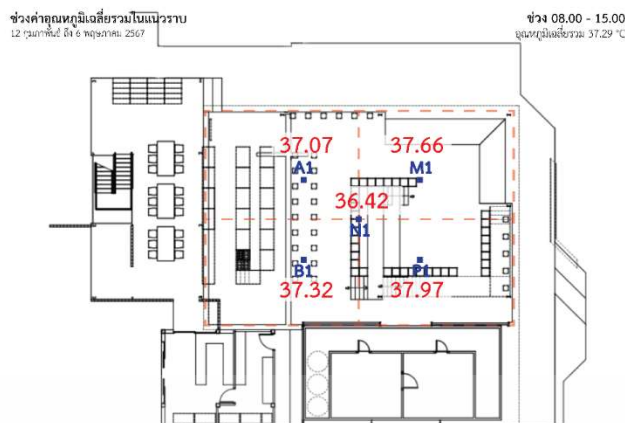 ช่วงค่าอุณหภูมิเฉลี่ยรวมในแนวราบ
ช่วง 08.00 - 15.00
12 กุมภาพันธ์ ถึง 6 พฤษภาคม 2567
อุณหภูมิเฉลี่ยรวม 37.29 °C
37.07
37.66
A1
M1
36.42
N1
B1
P1
37.32
37.97